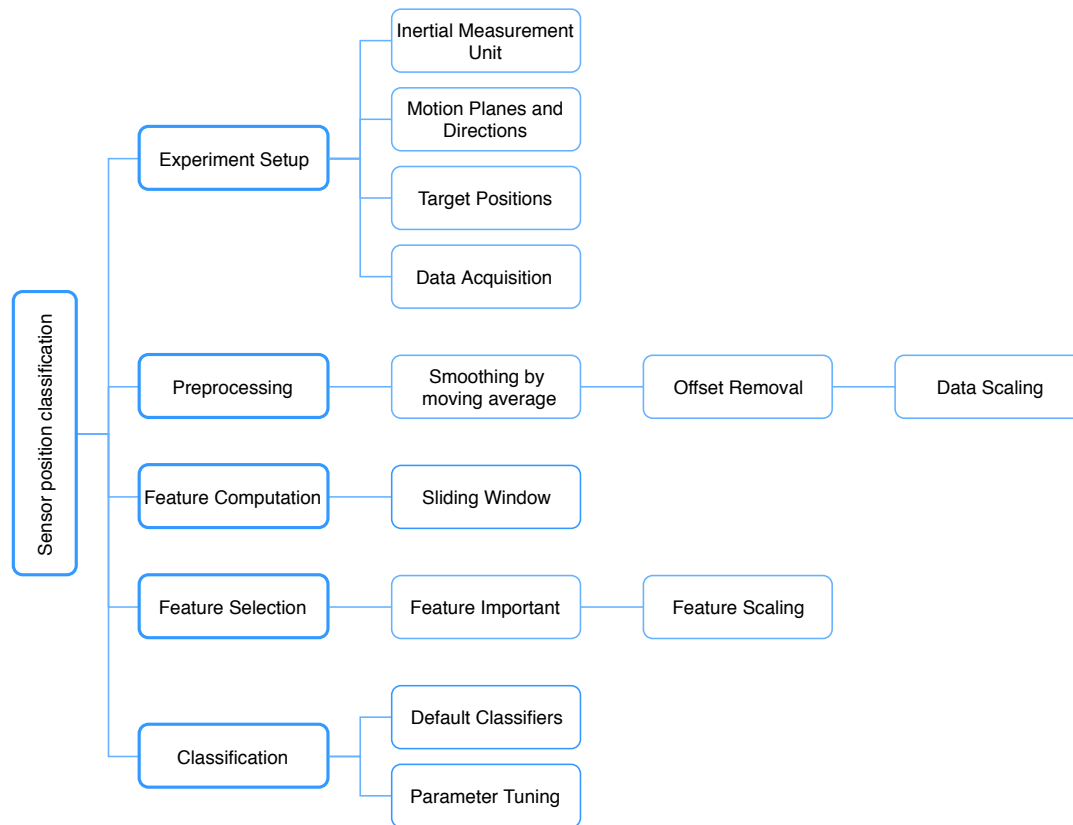 Sensor position classification
Experiment Setup
Inertial Measurement
Unit
Motion Planes and
Directions
Target Positions
Data Acquisition
Preprocessing
Smoothing by
moving average
Offset Removal
Data Scaling
Feature Computation
Sliding Window
Feature Selection
Feature Important
Feature Scaling
Classification
Default Classifiers
Parameter Tuning